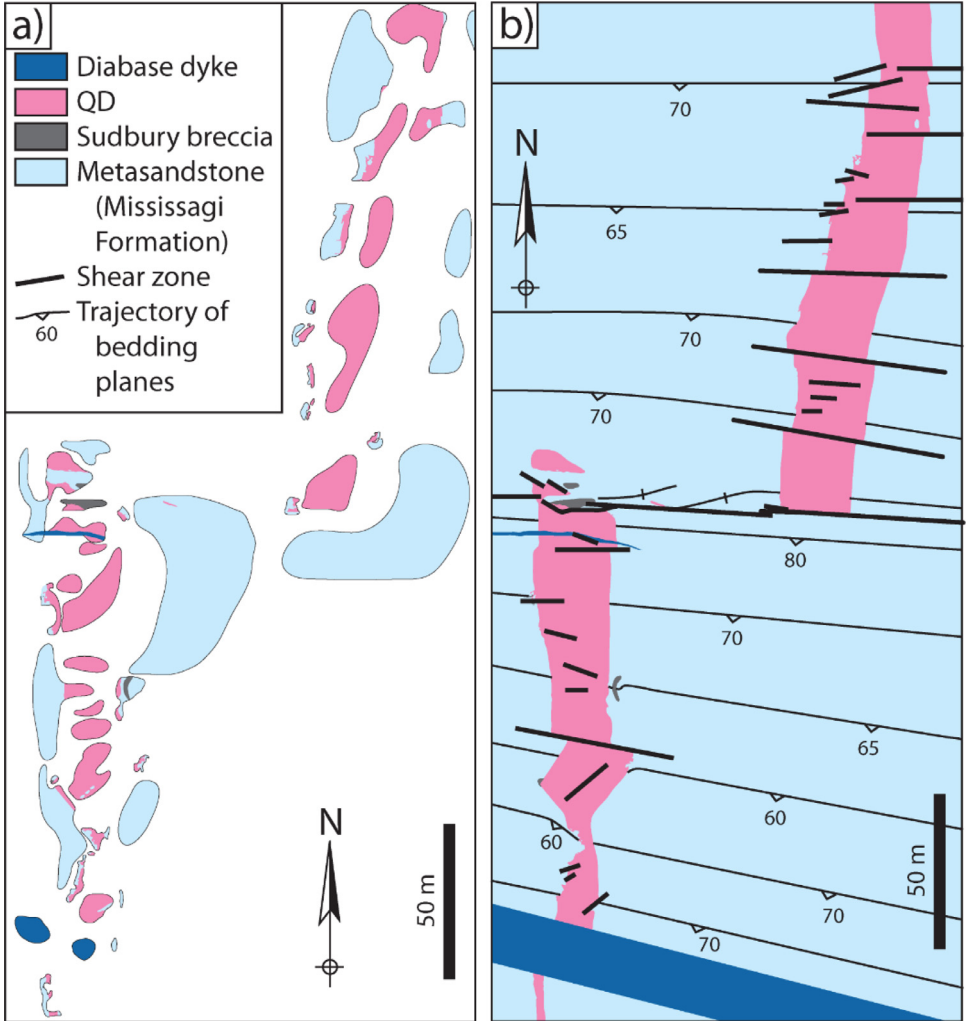 a)
Diabase dyke
QD
Sudbury breccia
Metasandstone
(Mississagi
Formation)
Shear zone
Trajectory of
bedding
planes
60
N
50 m
b)
70
N
65
70
70
80
70
65
60
60
70
70
50 m